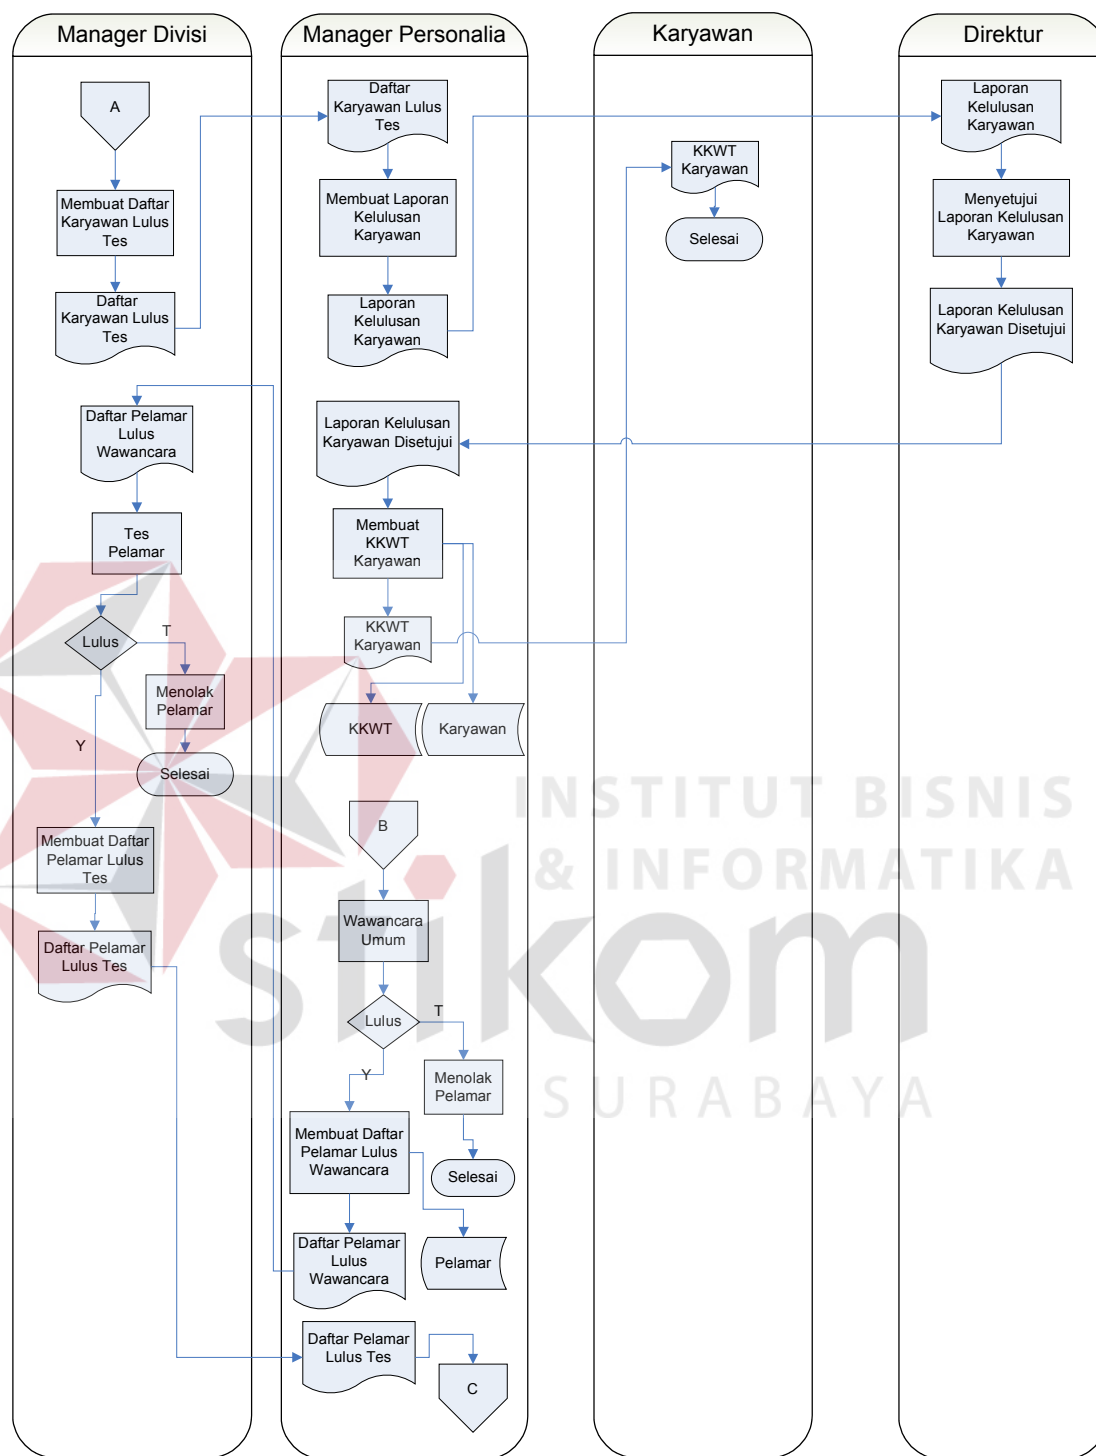 Manager Divisi
Manager Personalia
Karyawan
Direktur
A
Membuat Daftar
Karyawan Lulus
Tes
Daftar
Karyawan Lulus
Tes
Daftar Pelamar
Lulus
Wawancara
Tes
Pelamar
Lulus
T
Menolak
Pelamar
Y
Selesai
Membuat Daftar
Pelamar Lulus
Tes
Daftar Pelamar
Lulus Tes
Daftar
Karyawan Lulus
Tes
Membuat Laporan
Kelulusan
Karyawan
Laporan
Kelulusan
Karyawan
Laporan Kelulusan
Karyawan Disetujui
Membuat
KKWT
Karyawan
KKWT
Karyawan
KKWT
Karyawan
B
Wawancara
Umum
Lulus
T
Y
Menolak
Pelamar
Membuat Daftar
Pelamar Lulus
Wawancara
Selesai
Daftar Pelamar
Lulus
Wawancara
Pelamar
Daftar Pelamar
Lulus Tes
C
KKWT
Karyawan
Selesai
Laporan
Kelulusan
Karyawan
Menyetujui
Laporan Kelulusan
Karyawan
Laporan Kelulusan
Karyawan Disetujui
INSTITUT BISNIS
& INFORMATIKA
stikom
SURABAYA